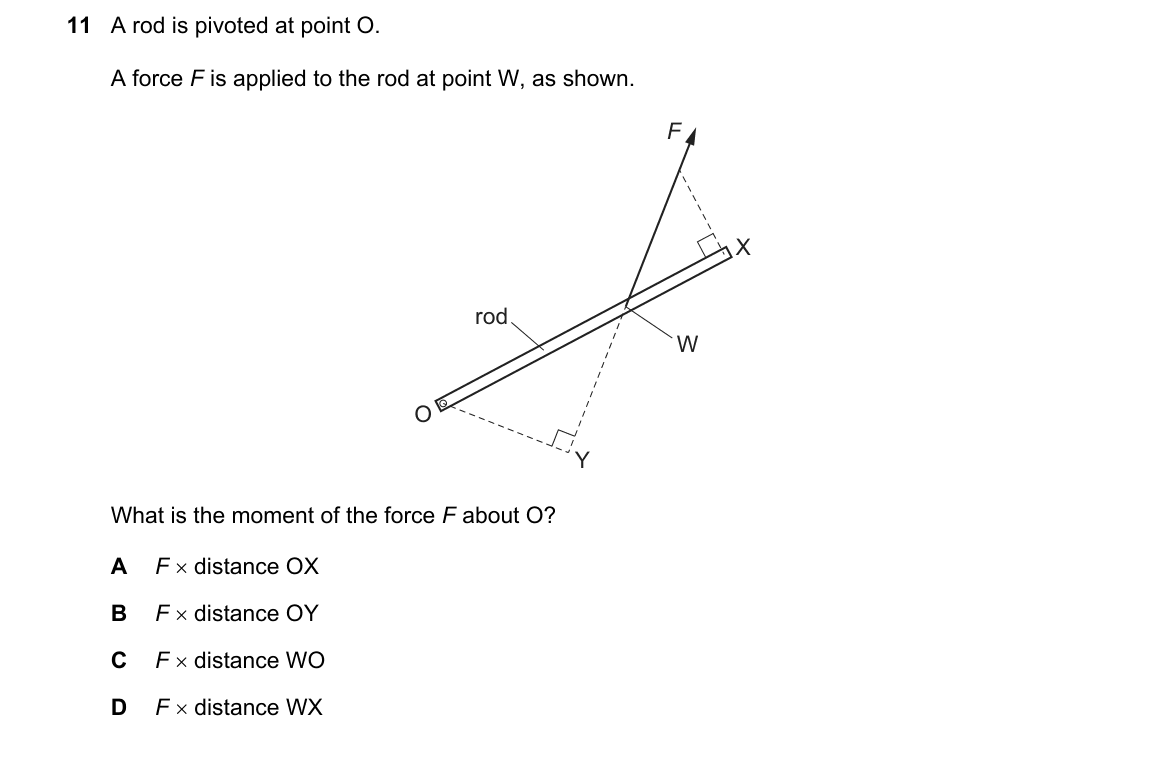 11 A rod is pivoted at point O.
A force F is applied to the rod at point W, as shown.
F
X
rod
W
O
Y
What is the moment of the force F about O?
A F × distance OX
B F × distance OY
C F × distance WO
D F × distance WX